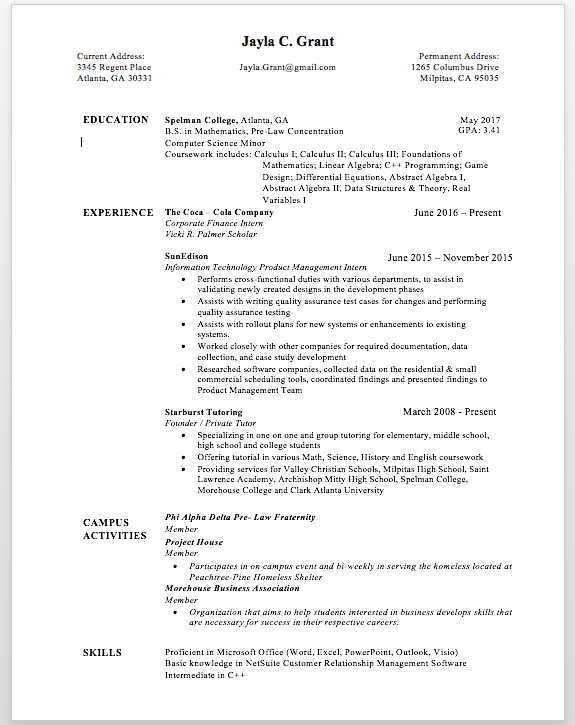 Jayla C. Grant
Current Address: Permanent Address:
3345 Regent Place Jayla.Grant@gmail.com 1265 Columbus Drive
Atlanta, GA 30331 Milpitas, CA 95035
EDUCATION Spelman College, Atlanta, GA May 2017
B.S. in Mathematics, Pre-Law Concentration GPA: 3.41
Computer Science Minor
Coursework includes: Calculus I; Calculus II; Calculus III; Foundations of
Mathematics; Linear Algebra; C++ Programming; Game
Design; Differential Equations, Abstract Algebra I,
Abstract Algebra II, Data Structures & Theory, Real
Variables I
EXPERIENCE The Coca – Cola Company June 2016 – Present
Corporate Finance Intern
Vicki R. Palmer Scholar
SunEdison June 2015 – November 2015
Information Technology Product Management Intern
• Performs cross-functional duties with various departments, to assist in
validating newly created designs in the development phases
• Assists with writing quality assurance test cases for changes and performing
quality assurance testing
• Assists with rollout plans for new systems or enhancements to existing
systems.
• Worked closely with other companies for required documentation, data
collection, and case study development
• Researched software companies, collected data on the residential & small
commercial scheduling tools, coordinated findings and presented findings to
Product Management Team
Starburst Tutoring March 2008 - Present
Founder / Private Tutor
• Specializing in one on one and group tutoring for elementary, middle school,
high school and college students
• Offering tutorial in various Math, Science, History and English coursework
• Providing services for Valley Christian Schools, Milpitas High School, Saint
Lawrence Academy, Archbishop Mitty High School, Spelman College,
Morehouse College and Clark Atlanta University
CAMPUS ACTIVITIES
Phi Alpha Delta Pre- Law Fraternity
Member
Project House
Member
• Participates in on campus event and bi-weekly in serving the homeless located at
Peachtree-Pine Homeless Shelter
Morehouse Business Association
Member
• Organization that aims to help students interested in business develops skills that
are necessary for success in their respective careers.
SKILLS Proficient in Microsoft Office (Word, Excel, PowerPoint, Outlook, Visio)
Basic knowledge in NetSuite Customer Relationship Management Software
Intermediate in C++